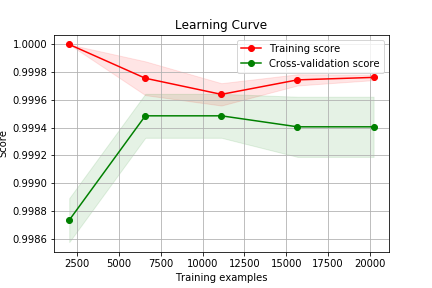 Learning Curve
1.0000
0.9998
0.9996
0.9994
0.9992
0.9990
0.9988
0.9986
Score
Training score
Cross-validation score
2500 5000 7500 10000 12500 15000 17500 20000
Training examples